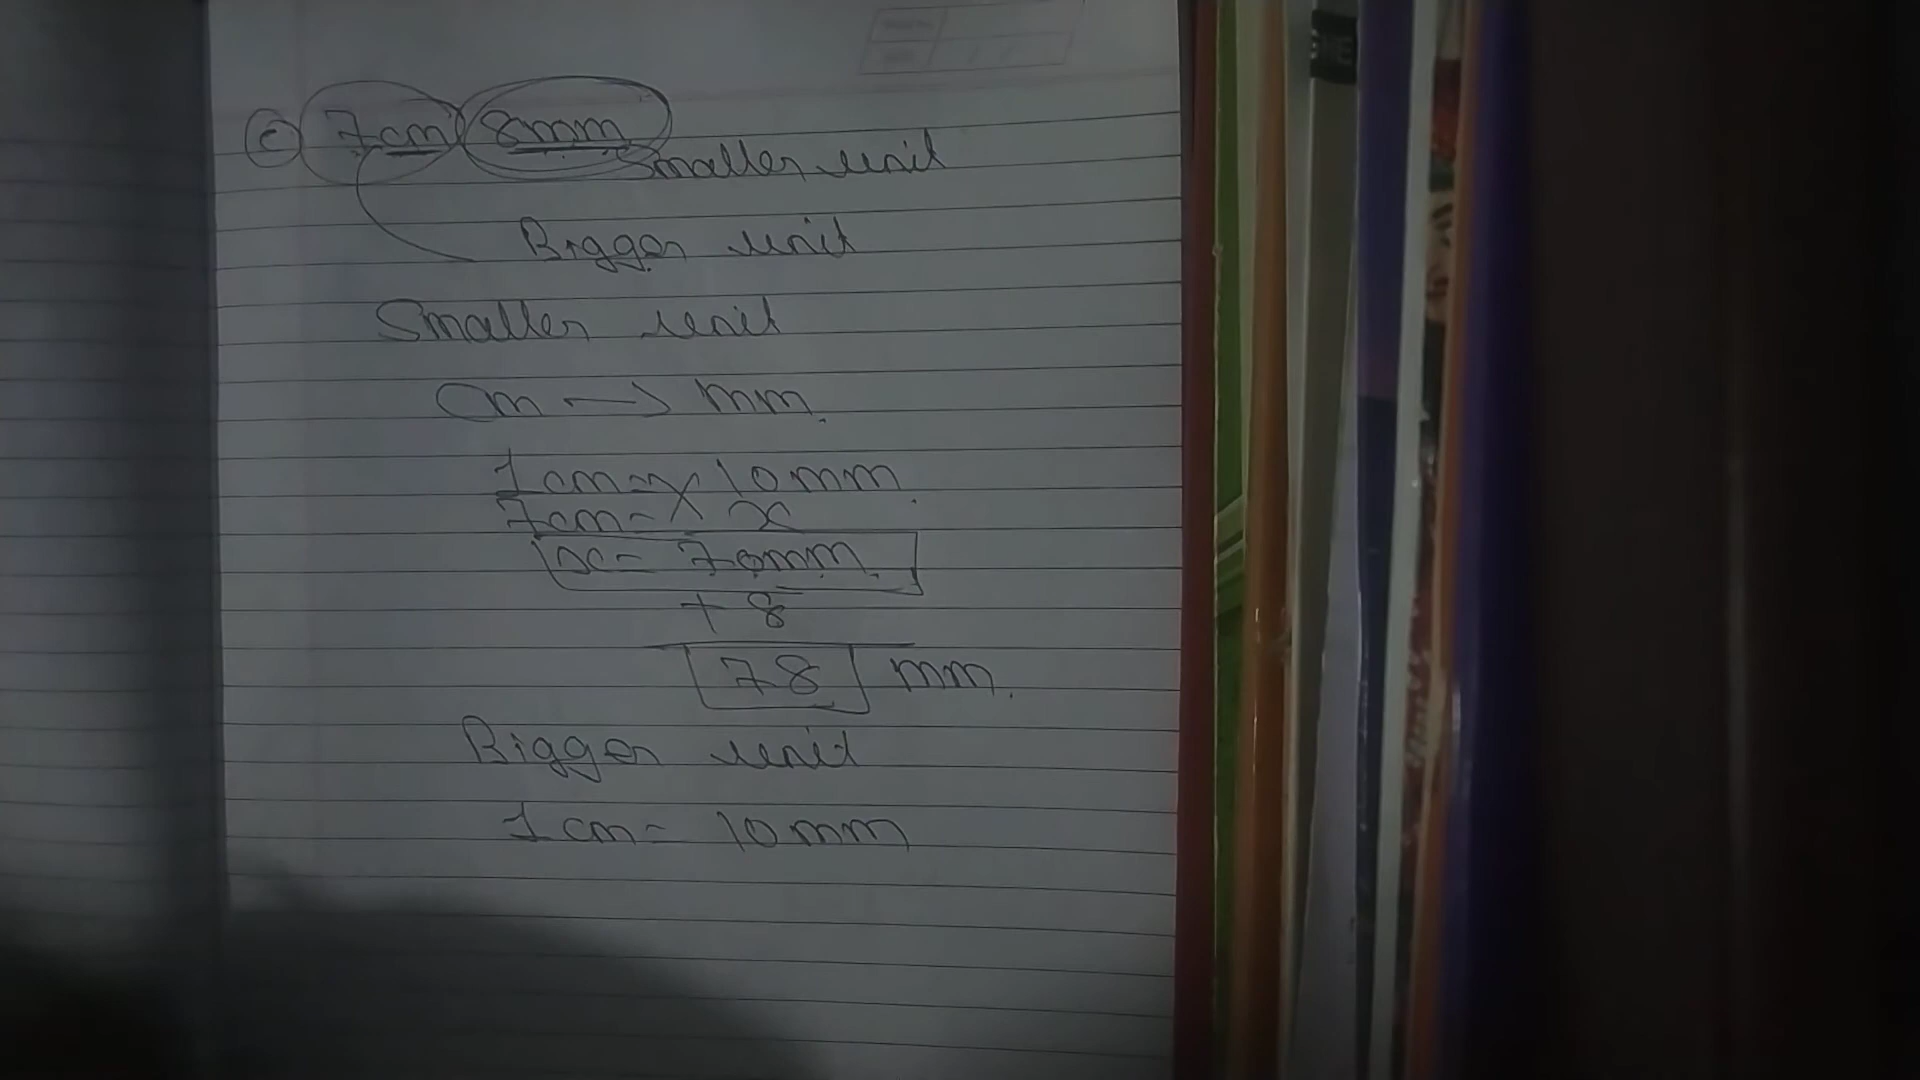 c 7cm 8mm
Smaller unit
Bigger unit
Smaller unit
Cm → mm.
1cm = 10mm.
7cm = x
x = 70mm.
+ 8
78 mm.
Bigger unit
1cm = 10mm